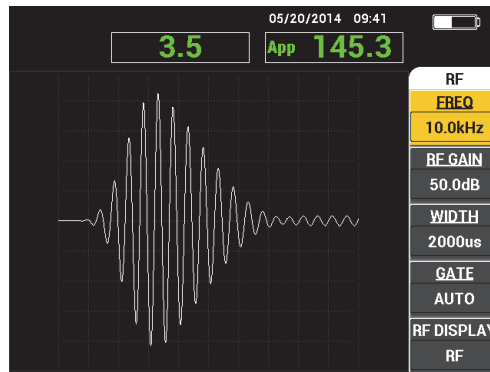 05/20/2014 09:41
3.5
App 145.3
RF
FREQ
10.0kHz
RF GAIN
50.0dB
WIDTH
2000us
GATE
AUTO
RF DISPLAY
RF